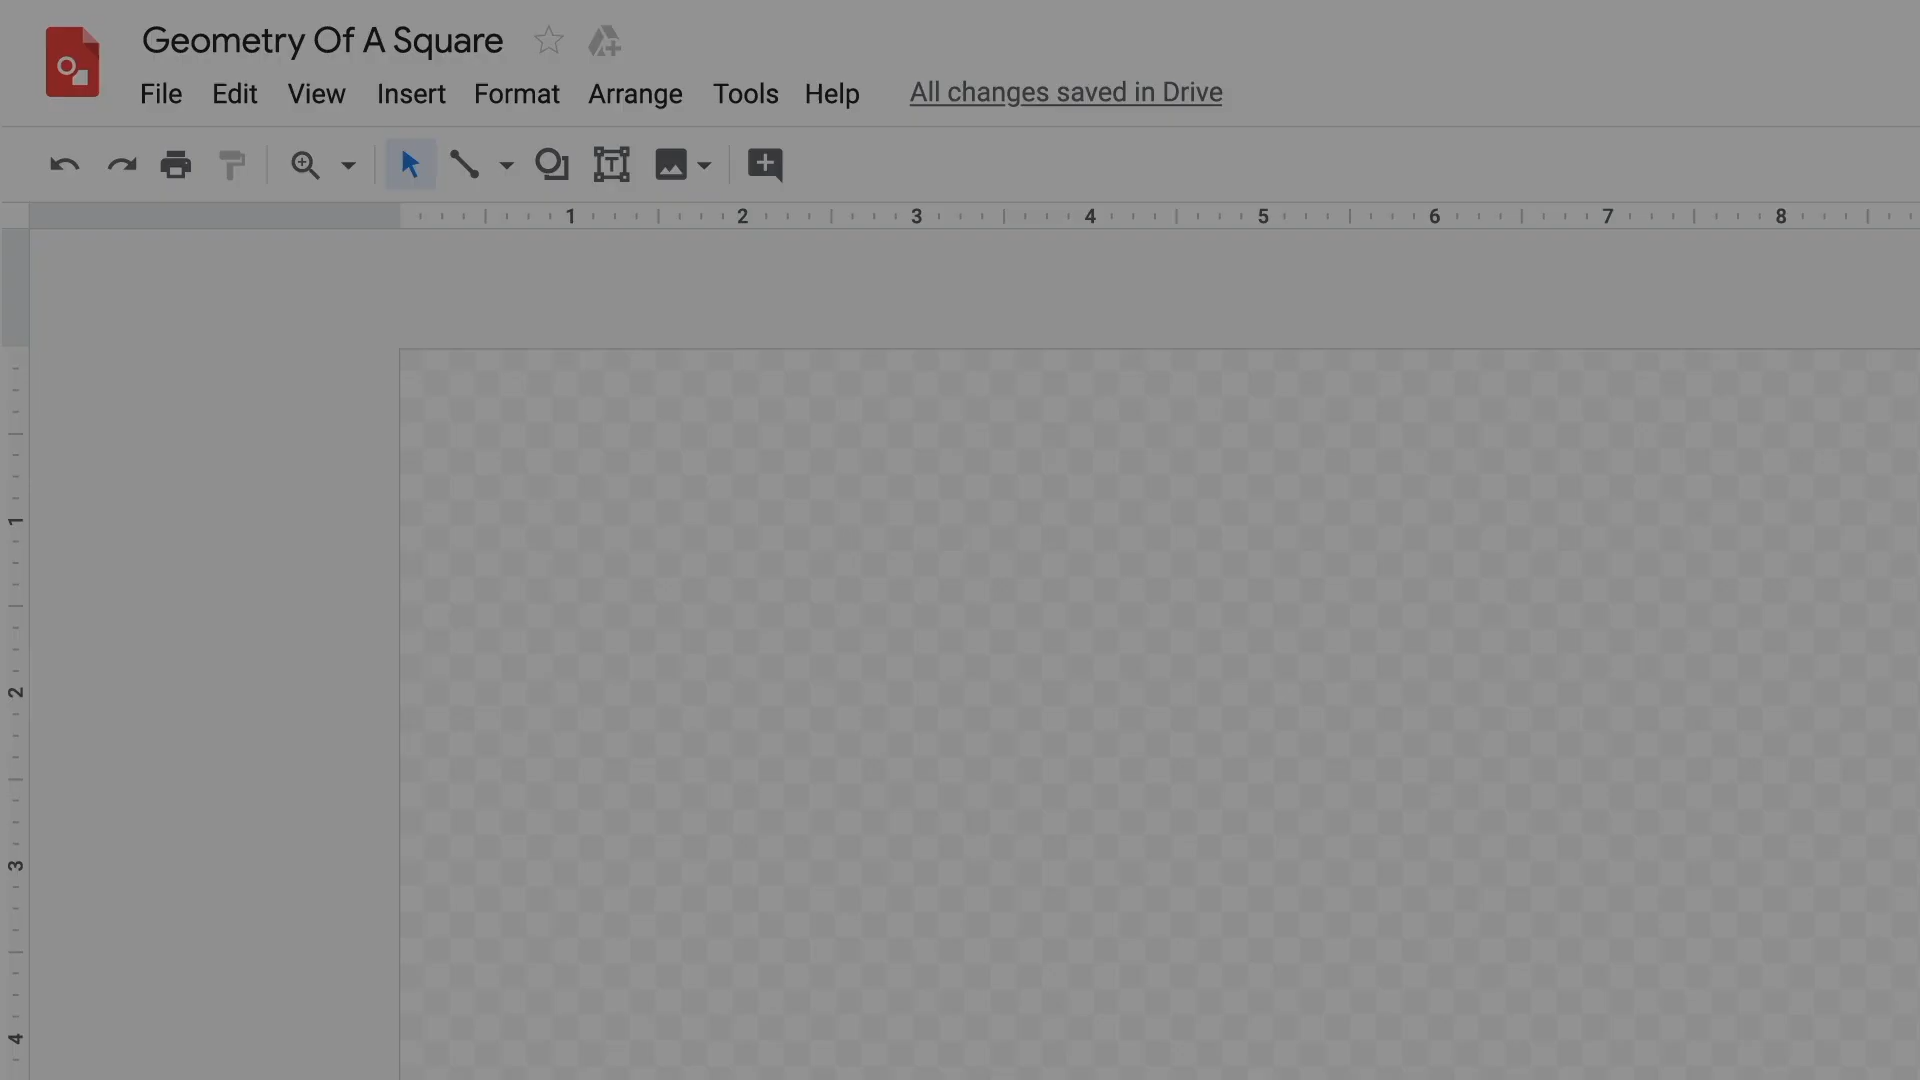 Geometry Of A Square
File Edit View Insert Format Arrange Tools Help All changes saved in Drive
1 2 3 4 5 6 7 8
1
2
3
4